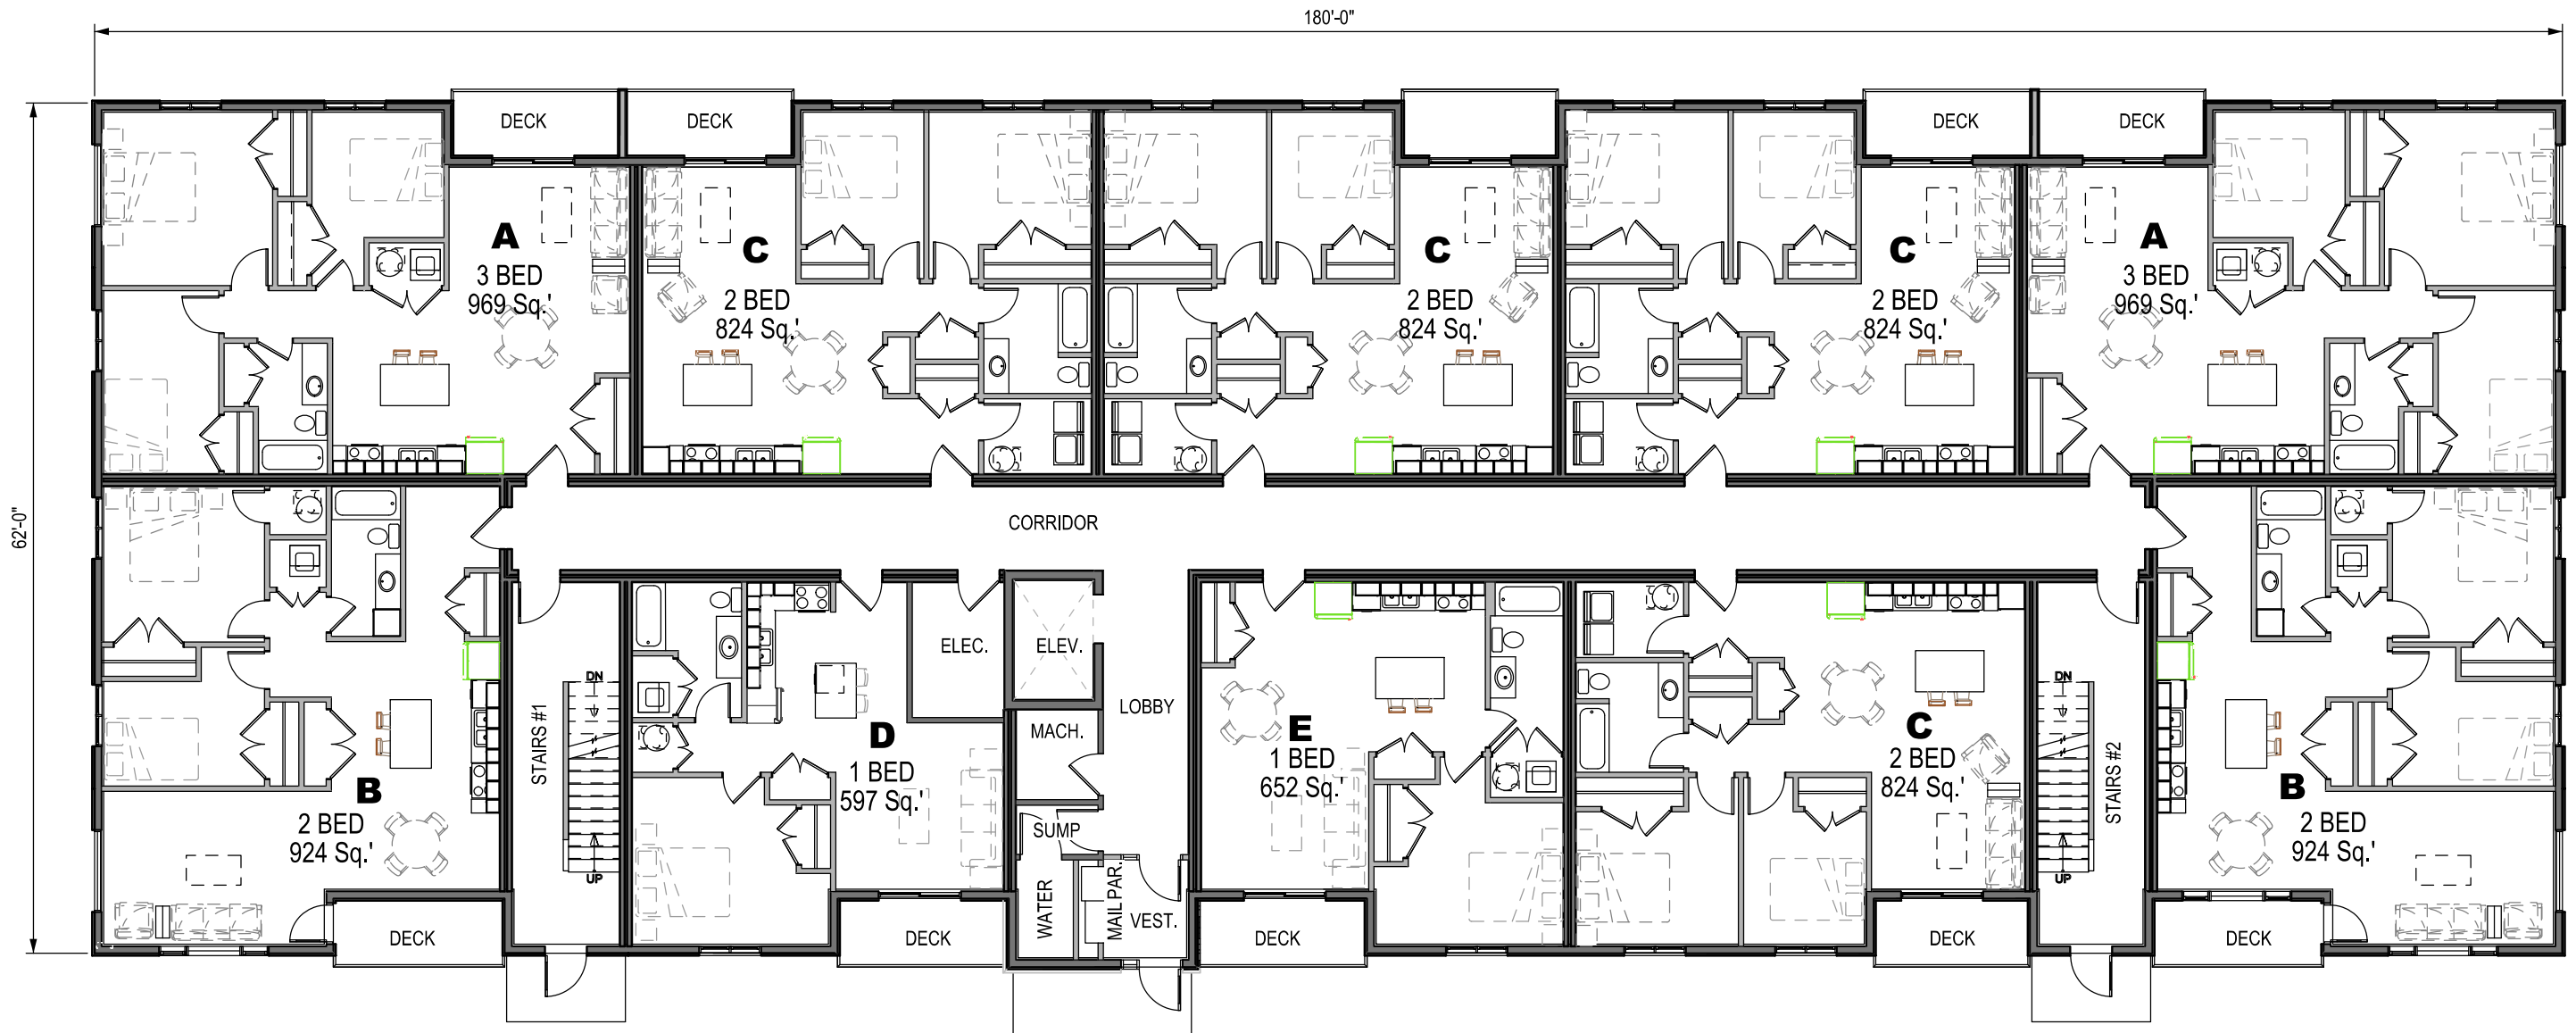 180'-0"
62'-0"
DECK
DECK
DECK
DECK
A
3 BED
969 Sq.'
C
2 BED
824 Sq.'
C
2 BED
824 Sq.'
C
2 BED
824 Sq.'
A
3 BED
969 Sq.'
DECK
CORRIDOR
B
2 BED
924 Sq.'
DECK
STAIRS #1
DN
UP
D
1 BED
597 Sq.'
DECK
ELEC.
ELEV.
MACH.
LOBBY
SUMP
WATER
MAIL
PAR.
VEST.
E
1 BED
652 Sq.'
DECK
C
2 BED
824 Sq.'
DECK
STAIRS #2
DN
UP
B
2 BED
924 Sq.'
DECK